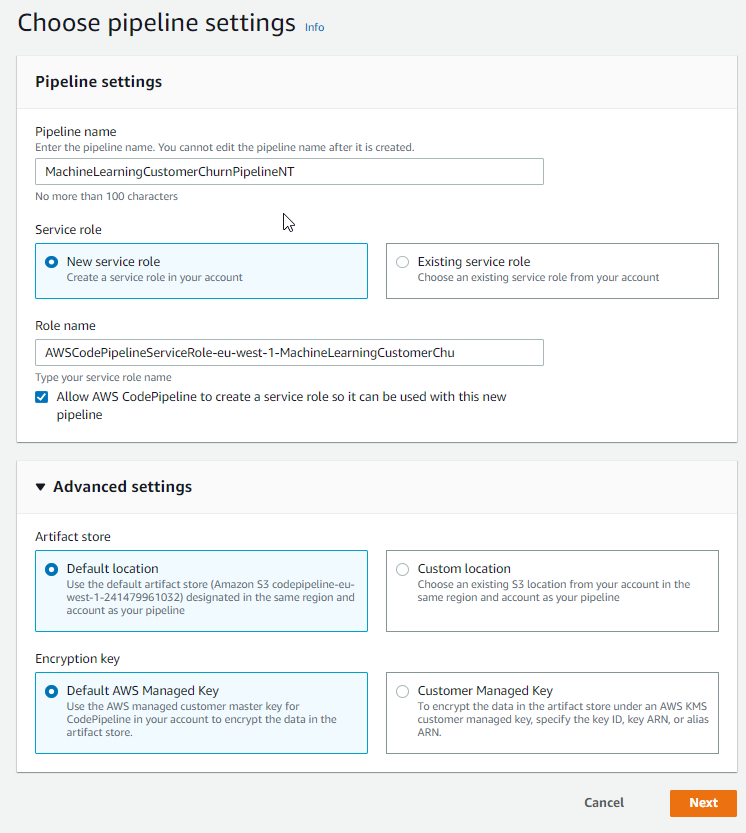 Choose pipeline settings Info
Pipeline settings
Pipeline name
Enter the pipeline name. You cannot edit the pipeline name after it is created.
MachineLearningCustomerChurnPipelineNT
No more than 100 characters
Service role
New service role
Create a service role in your account
Existing service role
Choose an existing service role from your account
Role name
AWSCodePipelineServiceRole-eu-west-1-MachineLearningCustomerChu
Type your service role name
Allow AWS CodePipeline to create a service role so it can be used with this new
pipeline
Advanced settings
Artifact store
Default location
Use the default artifact store (Amazon S3 codepipeline-eu-
west-1-241479961032) designated in the same region and
account as your pipeline
Custom location
Choose an existing S3 location from your account in the
same region and account as your pipeline
Encryption key
Default AWS Managed Key
Use the AWS managed customer master key for
CodePipeline in your account to encrypt the data in the
artifact store.
Customer Managed Key
To encrypt the data in the artifact store under an AWS KMS
customer managed key, specify the key ID, key ARN, or alias
ARN.
Cancel
Next